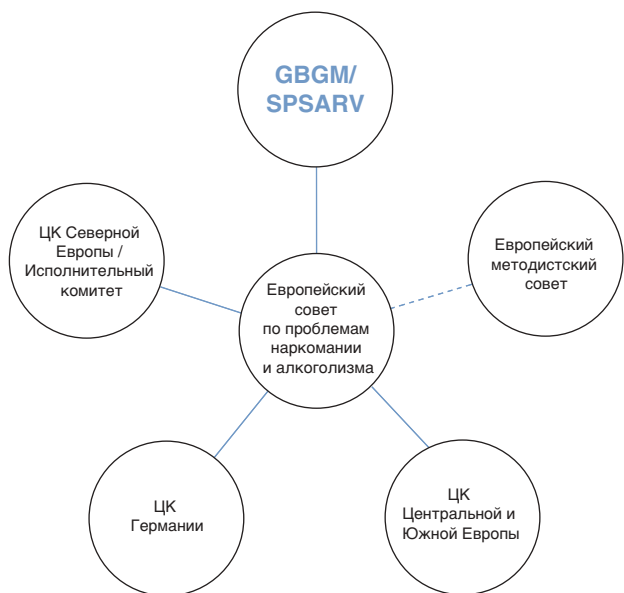 GBGM/
SPSARV
ЦК Северной
Европы /
Исполнительный
комитет
Европейский
методистский
совет
Европейский
совет
по проблемам
наркомании
и алкоголизма
ЦК
Германии
ЦК
Центральной и
Южной Европы